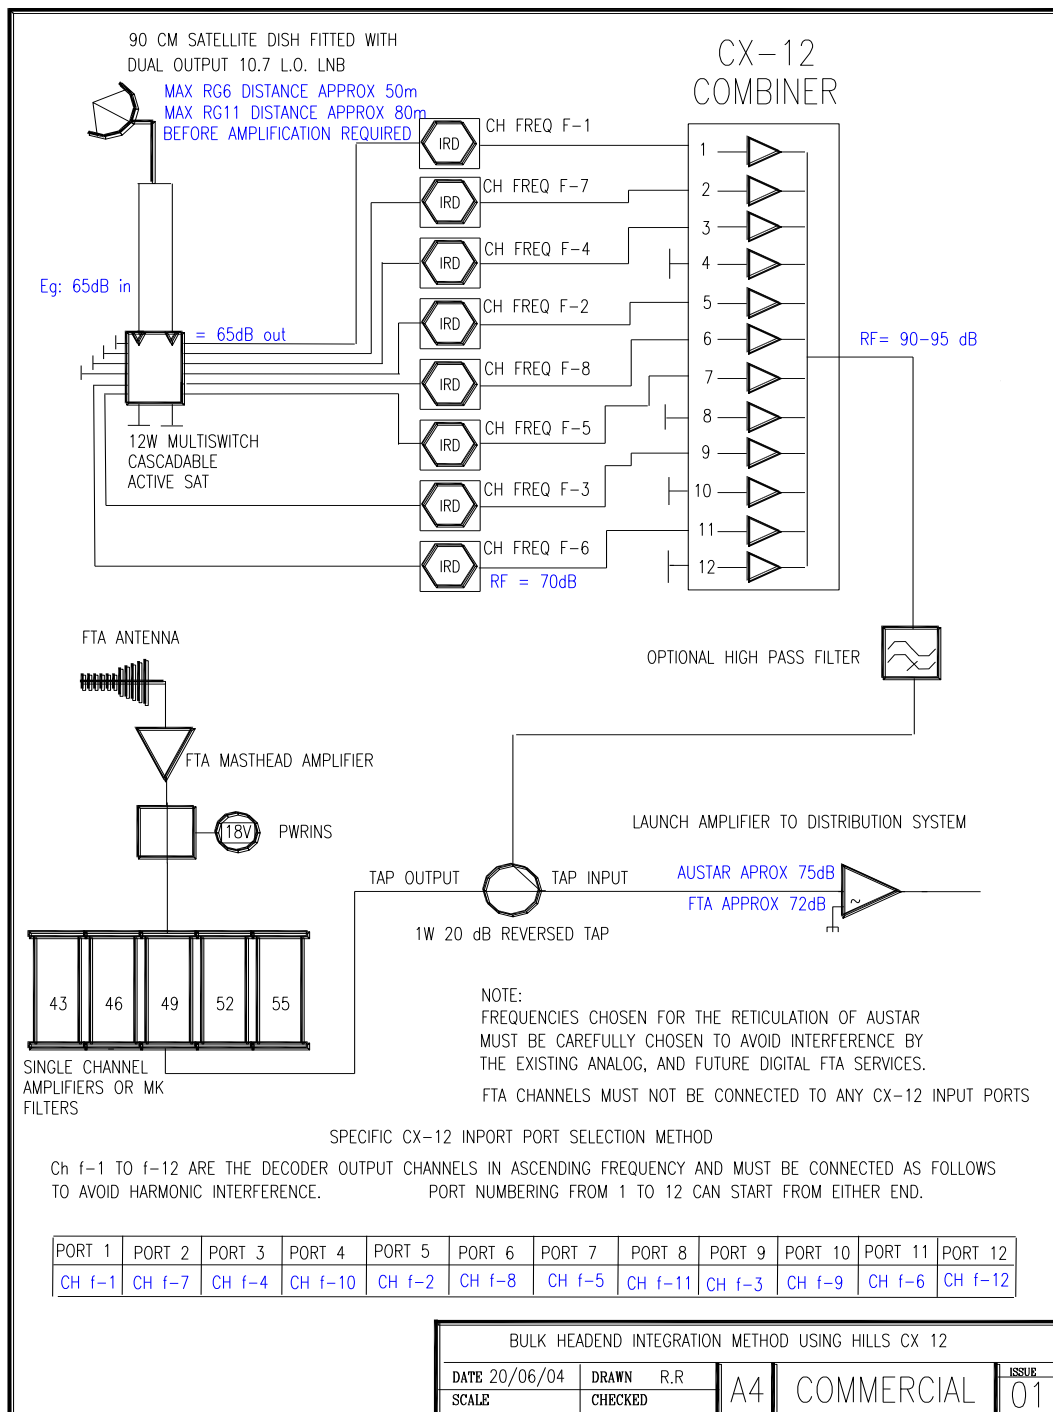 90 CM SATELLITE DISH FITTED WITH
DUAL OUTPUT 10.7 L.O. LNB
MAX RG6 DISTANCE APPROX 50m
MAX RG11 DISTANCE APPROX 80m
BEFORE AMPLIFICATION REQUIRED
CX-12
COMBINER
IRD
CH FREQ F-1
IRD
CH FREQ F-7
IRD
CH FREQ F-4
IRD
CH FREQ F-2
IRD
CH FREQ F-8
IRD
CH FREQ F-5
IRD
CH FREQ F-3
IRD
CH FREQ F-6
RF = 70dB
1
2
3
4
5
6
7
8
9
10
11
12
RF= 90-95 dB
Eg: 65dB in
= 65dB out
12W MULTISWITCH
CASCADABLE
ACTIVE SAT
FTA ANTENNA
OPTIONAL HIGH PASS FILTER
FTA MASTHEAD AMPLIFIER
18V
PWRINS
LAUNCH AMPLIFIER TO DISTRIBUTION SYSTEM
TAP OUTPUT
TAP INPUT
AUSTAR APROX 75dB
FTA APPROX 72dB
~
1W 20 dB REVERSED TAP
43
46
49
52
55
SINGLE CHANNEL
AMPLIFIERS OR MK
FILTERS
NOTE:
FREQUENCIES CHOSEN FOR THE RETICULATION OF AUSTAR
MUST BE CAREFULLY CHOSEN TO AVOID INTERFERENCE BY
THE EXISTING ANALOG, AND FUTURE DIGITAL FTA SERVICES.
FTA CHANNELS MUST NOT BE CONNECTED TO ANY CX-12 INPUT PORTS
SPECIFIC CX-12 INPORT PORT SELECTION METHOD
Ch f-1 TO f-12 ARE THE DECODER OUTPUT CHANNELS IN ASCENDING FREQUENCY AND MUST BE CONNECTED AS FOLLOWS
TO AVOID HARMONIC INTERFERENCE. PORT NUMBERING FROM 1 TO 12 CAN START FROM EITHER END.
PORT 1 PORT 2 PORT 3 PORT 4 PORT 5 PORT 6 PORT 7 PORT 8 PORT 9 PORT 10 PORT 11 PORT 12
CH f-1 CH f-7 CH f-4 CH f-10 CH f-2 CH f-8 CH f-5 CH f-11 CH f-3 CH f-9 CH f-6 CH f-12
BULK HEADEND INTEGRATION METHOD USING HILLS CX 12
DATE 20/06/04
DRAWN R.R
SCALE
CHECKED
A4
COMMERCIAL
ISSUE
01